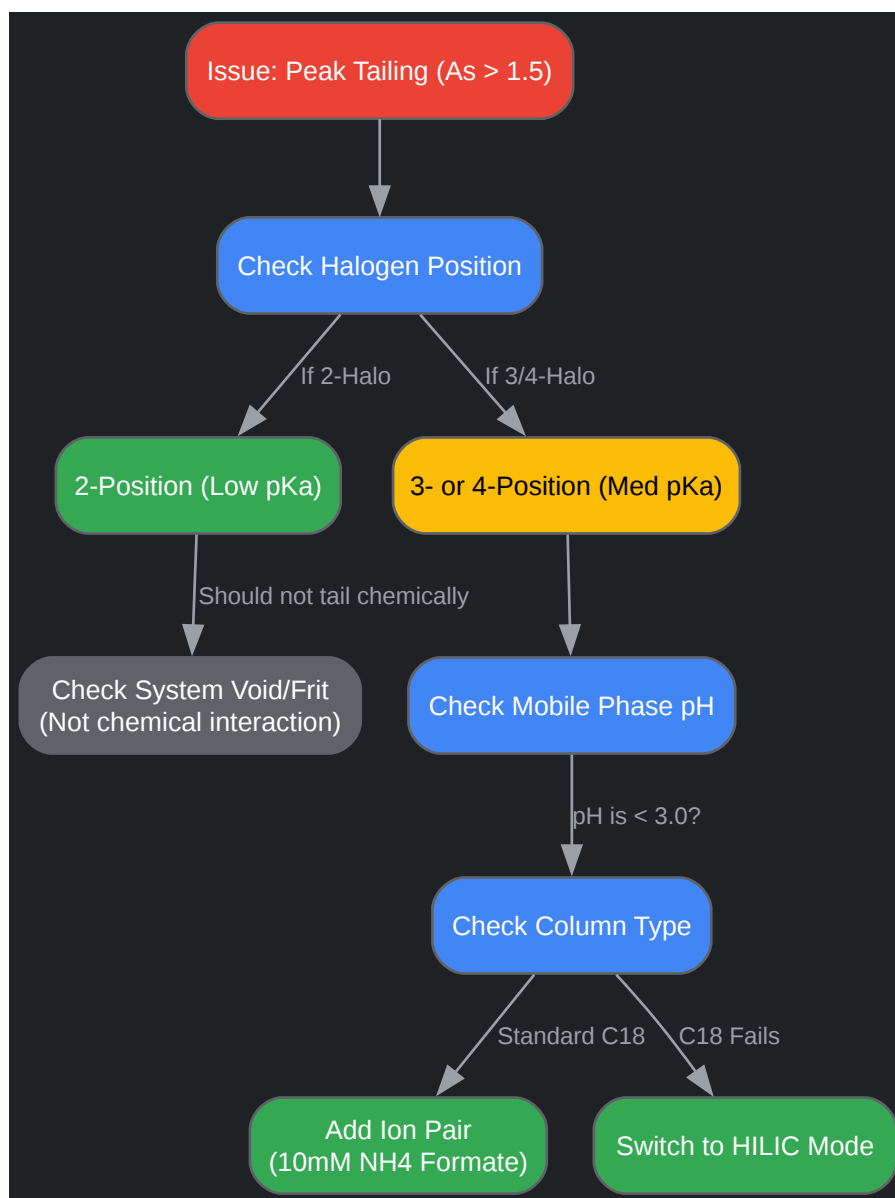 Issue: Peak Tailing (As > 1.5)
Check Halogen Position
If 2-Halo
If 3/4-Halo
2-Position (Low pKa)
3- or 4-Position (Med pKa)
Should not tail chemically
Check System Void/Frit
(Not chemical interaction)
Check Mobile Phase pH
pH is < 3.0?
Check Column Type
Standard C18
C18 Fails
Add Ion Pair
(10mM NH4 Formate)
Switch to HILIC Mode